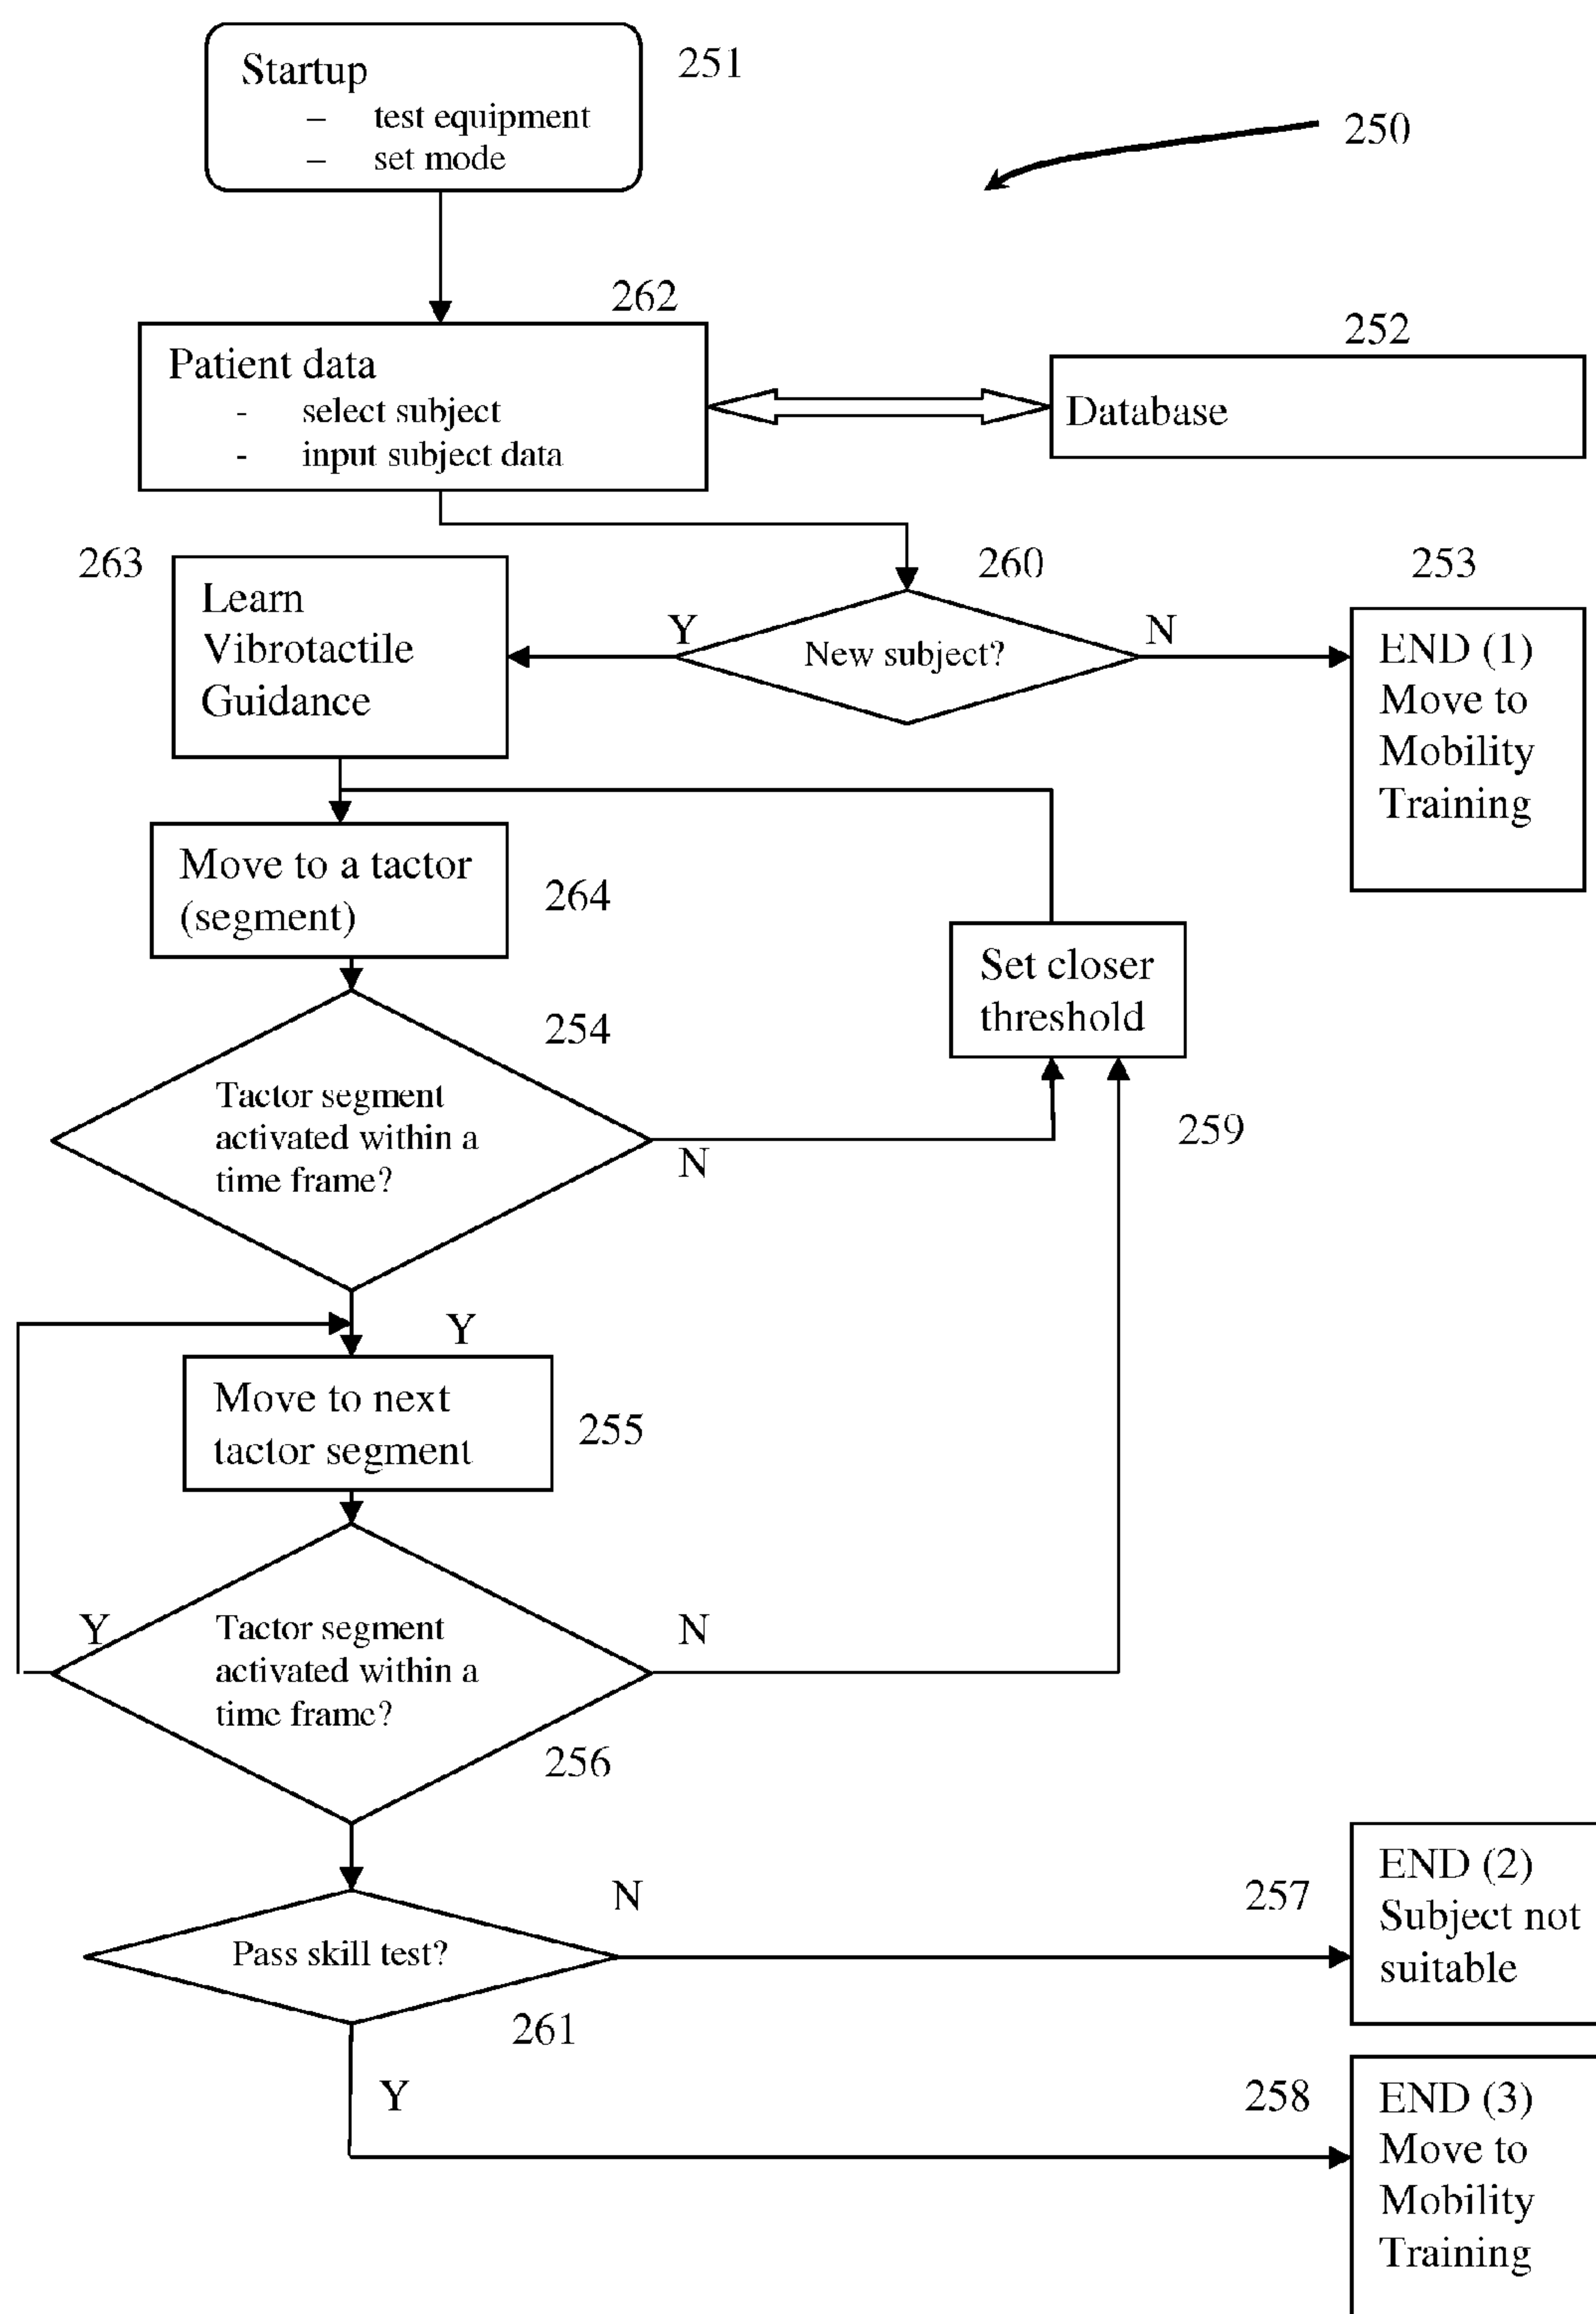 Startup
– test equipment
– set mode
251
250
262
Patient data
- select subject
- input subject data
252
Database
263
Learn
Vibrotactile
Guidance
260
Y
New subject?
N
253
END (1)
Move to
Mobility
Training
Move to a tactor
(segment)
264
Set closer
threshold
254
Tactor segment
activated within a
time frame?
N
259
Y
Move to next
tactor segment
255
Y
Tactor segment
activated within a
time frame?
N
256
Pass skill test?
N
261
Y
257
END (2)
Subject not
suitable
258
END (3)
Move to
Mobility
Training